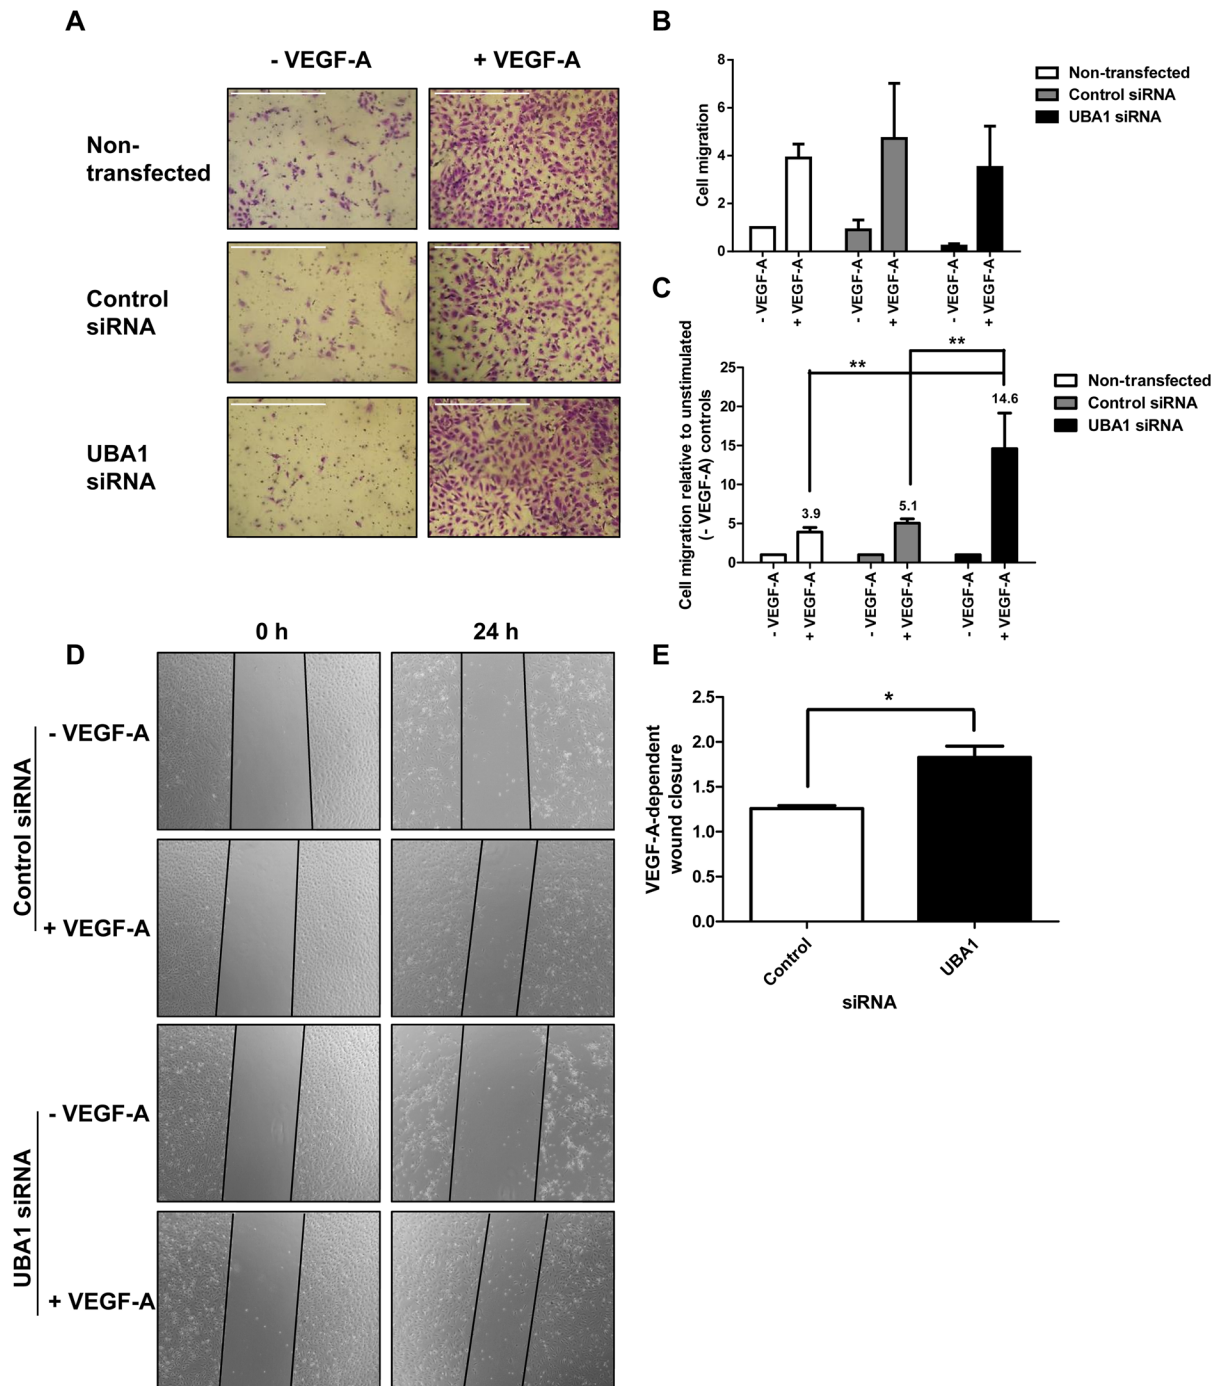 A
- VEGF-A
+ VEGF-A
Non-
transfected
Control
siRNA
UBA1
siRNA
B
Cell migration
8
6
4
2
0
- VEGF-A
+ VEGF-A
- VEGF-A
+ VEGF-A
- VEGF-A
+ VEGF-A
Non-transfected
Control siRNA
UBA1 siRNA
C
Cell migration relative to unstimulated
(- VEGF-A) controls
25
20
15
10
5
0
**
**
3.9
5.1
14.6
- VEGF-A
+ VEGF-A
- VEGF-A
+ VEGF-A
- VEGF-A
+ VEGF-A
Non-transfected
Control siRNA
UBA1 siRNA
D
0 h
24 h
Control siRNA
- VEGF-A
+ VEGF-A
UBA1 siRNA
- VEGF-A
+ VEGF-A
E
VEGF-A-dependent
wound closure
2.5
2.0
1.5
1.0
0.5
0.0
*
Control
UBA1
siRNA